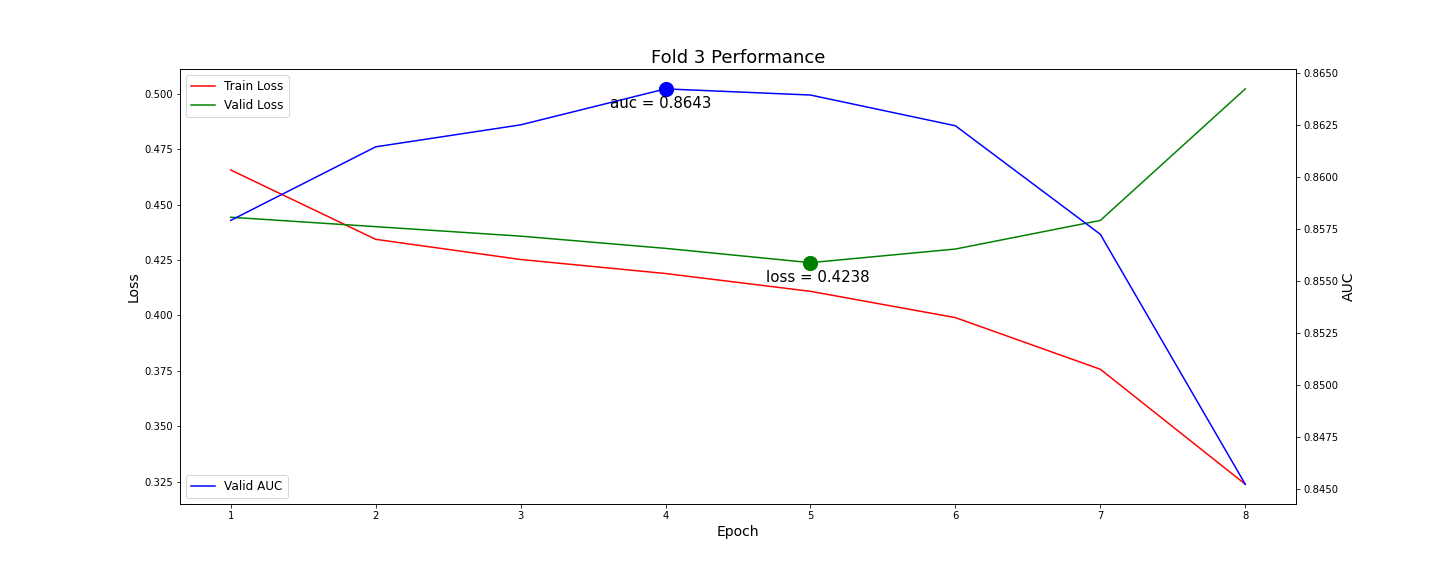 Fold 3 Performance
Train Loss
Valid Loss
Valid AUC
auc = 0.8643
loss = 0.4238
Loss
0.500
0.475
0.450
0.425
0.400
0.375
0.350
0.325
AUC
0.8650
0.8625
0.8600
0.8575
0.8550
0.8525
0.8500
0.8475
0.8450
1 2 3 4 5 6 7 8
Epoch